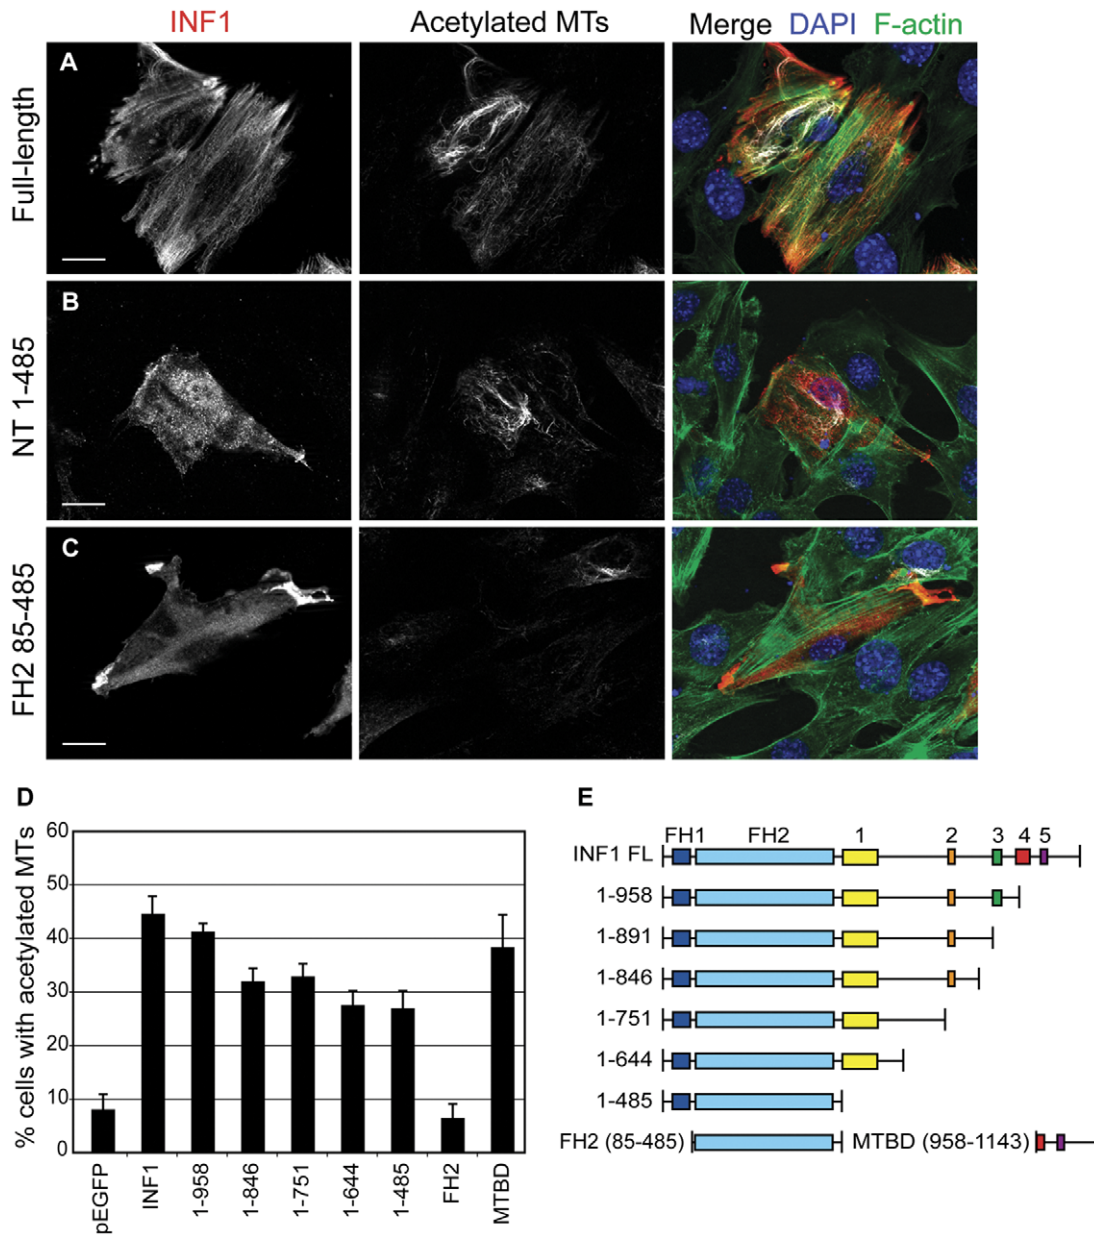 INF1 Acetylated MTs Merge DAPI F-actin
A
Full-length
B
NT 1-485
C
FH2 85-485
D
% cells with acetylated MTs
60
50
40
30
20
10
0
pEGFP INF1 1-958 1-846 1-751 1-644 1-485 FH2 MTBD
E
FH1 FH2 1 2 3 4 5
INF1 FL
1-958
1-891
1-846
1-751
1-644
1-485
FH2 (85-485) MTBD (958-1143)